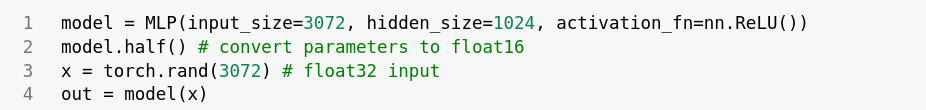 1 model = MLP(input_size=3072, hidden_size=1024, activation_fn=nn.ReLU())
2 model.half() # convert parameters to float16
3 x = torch.rand(3072) # float32 input
4 out = model(x)